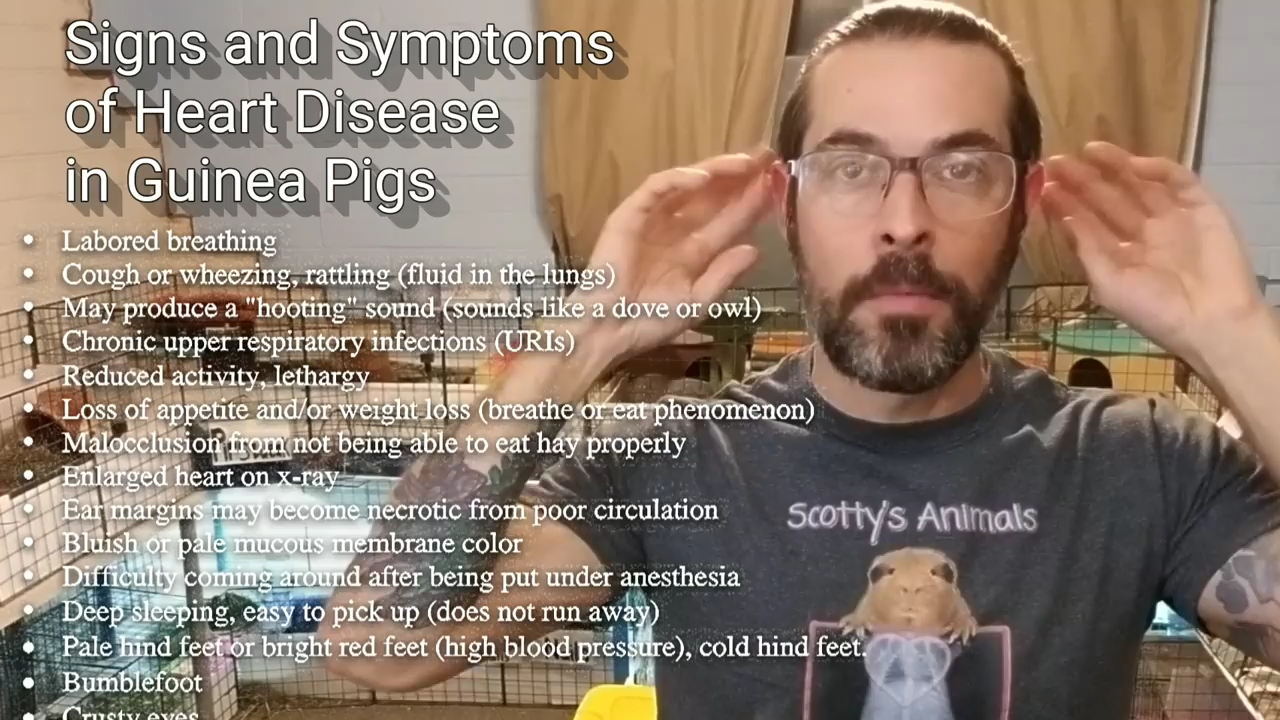 Signs and Symptoms
of Heart Disease
in Guinea Pigs
• Labored breathing
• Cough or wheezing, rattling (fluid in the lungs)
• May produce a "hooting" sound (sounds like a dove or owl)
• Chronic upper respiratory infections (URIs)
• Reduced activity, lethargy
• Loss of appetite and/or weight loss (breathe or eat phenomenon)
• Malocclusion from not being able to eat hay properly
• Enlarged heart on x-ray
• Ear margins may become necrotic from poor circulation
• Bluish or pale mucous membrane color
• Difficulty coming around after being put under anesthesia
• Deep sleeping, easy to pick up (does not run away)
• Pale hind feet or bright red feet (high blood pressure), cold hind feet.
• Bumblefoot
• Crusty eyes
Scotty's Animals